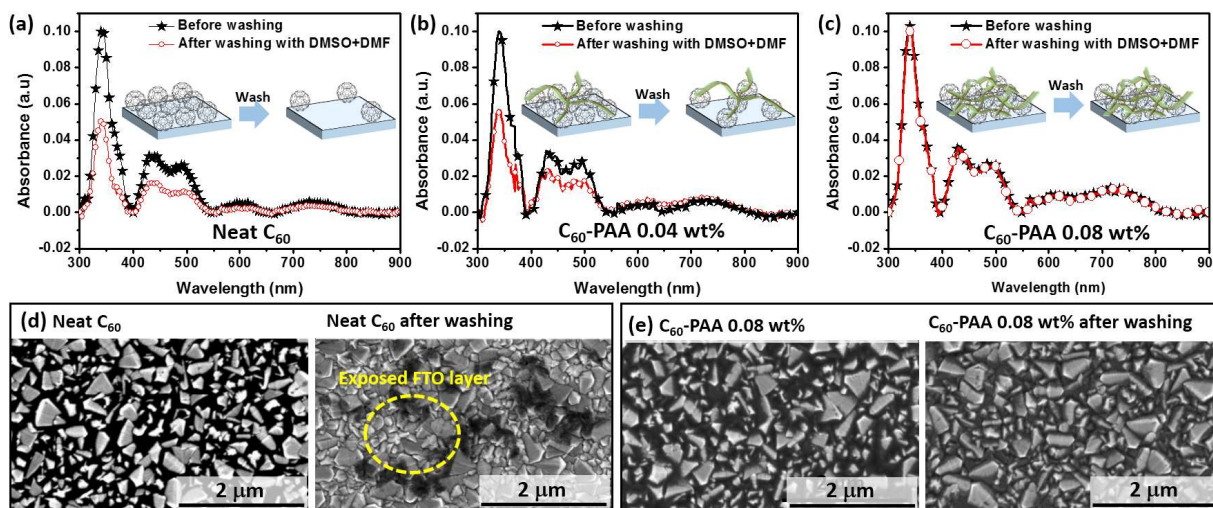 (a)
Before washing
After washing with DMSO+DMF
Wash
Neat C₆₀
Absorbance (a.u)
0.10
0.08
0.06
0.04
0.02
0.00
-0.02
300 400 500 600 700 800 900
Wavelength (nm)
(b)
Before washing
After washing with DMSO+DMF
Wash
C₆₀-PAA 0.04 wt%
Absorbance (a.u.)
0.10
0.08
0.06
0.04
0.02
0.00
-0.02
300 400 500 600 700 800 900
Wavelength (nm)
(c)
Before washing
After washing with DMSO+DMF
Wash
C₆₀-PAA 0.08 wt%
Absorbance (a.u.)
0.10
0.08
0.06
0.04
0.02
0.00
-0.02
300 400 500 600 700 800 900
Wavelength (nm)
(d) Neat C₆₀
Neat C₆₀ after washing
Exposed FTO layer
2 μm
2 μm
(e) C₆₀-PAA 0.08 wt%
C₆₀-PAA 0.08 wt% after washing
2 μm
2 μm